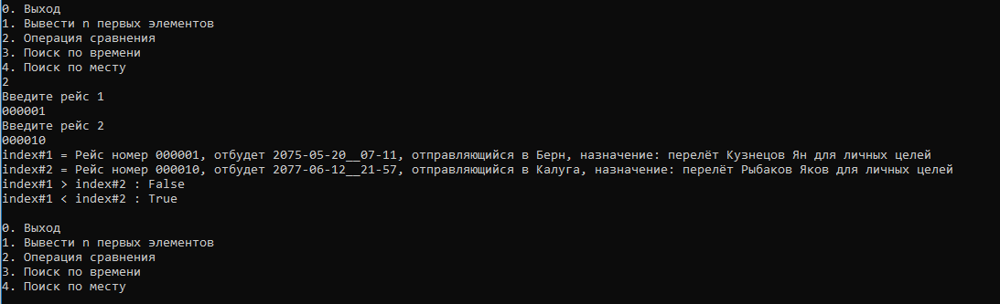 0. Выход
1. Вывести n первых элементов
2. Операция сравнения
3. Поиск по времени
4. Поиск по месту
2
Введите рейс 1
000001
Введите рейс 2
000010
index#1 = Рейс номер 000001, отбудет 2075-05-20__07-11, отправляющийся в Берн, назначение: перелёт Кузнецов Ян для личных целей
index#2 = Рейс номер 000010, отбудет 2077-06-12__21-57, отправляющийся в Калуга, назначение: перелёт Рыбаков Яков для личных целей
index#1 > index#2 : False
index#1 < index#2 : True
0. Выход
1. Вывести n первых элементов
2. Операция сравнения
3. Поиск по времени
4. Поиск по месту